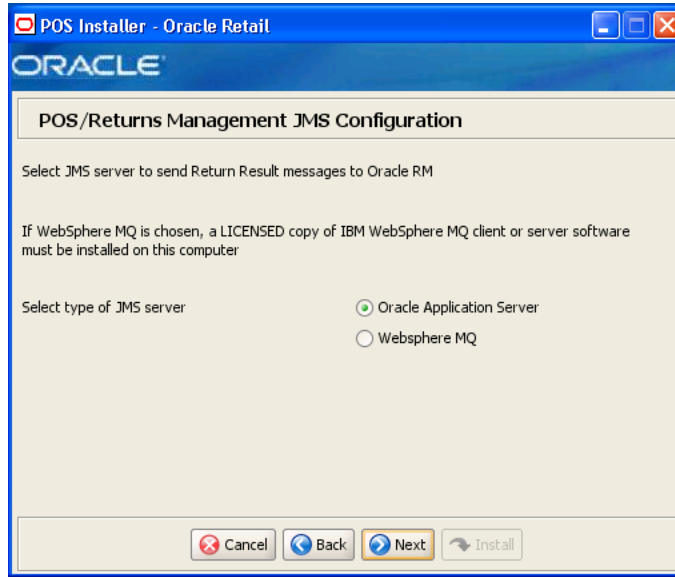 POS Installer - Oracle Retail
ORACLE
POS/Returns Management JMS Configuration
Select JMS server to send Return Result messages to Oracle RM
If WebSphere MQ is chosen, a LICENSED copy of IBM WebSphere MQ client or server software
must be installed on this computer
Select type of JMS server
Oracle Application Server
Websphere MQ
Cancel
Back
Next
Install